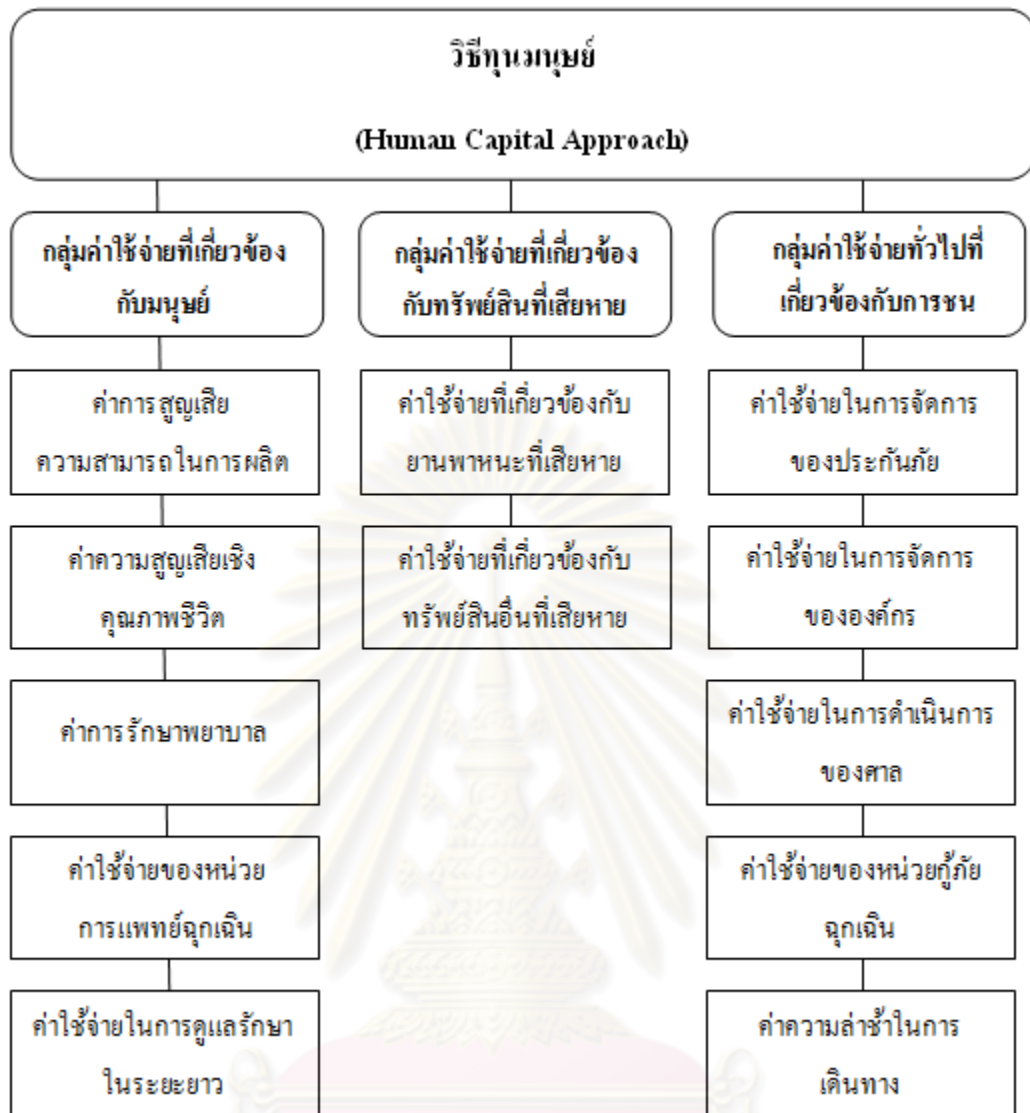 วิธีทุนมนุษย์
(Human Capital Approach)
กลุ่มค่าใช้จ่ายที่เกี่ยวข้อง
กับมนุษย์
ค่าการสูญเสีย
ความสามารถในการผลิต
ค่าความสูญเสียเชิง
คุณภาพชีวิต
ค่าการรักษาพยาบาล
ค่าใช้จ่ายของหน่วย
การแพทย์ฉุกเฉิน
ค่าใช้จ่ายในการดูแลรักษา
ในระยะยาว
กลุ่มค่าใช้จ่ายที่เกี่ยวข้อง
กับทรัพย์สินที่เสียหาย
ค่าใช้จ่ายที่เกี่ยวข้องกับ
ยานพาหนะที่เสียหาย
ค่าใช้จ่ายที่เกี่ยวข้องกับ
ทรัพย์สินอื่นที่เสียหาย
กลุ่มค่าใช้จ่ายทั่วไปที่
เกี่ยวข้องกับการชน
ค่าใช้จ่ายในการจัดการ
ของประกันภัย
ค่าใช้จ่ายในการจัดการ
ขององค์กร
ค่าใช้จ่ายในการดำเนินการ
ของศาล
ค่าใช้จ่ายของหน่วยกู้ภัย
ฉุกเฉิน
ค่าความล่าช้าในการ
เดินทาง